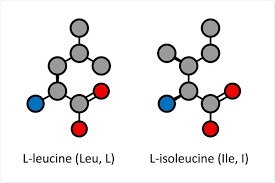 L-leucine (Leu, L)
L-isoleucine (Ile, I)